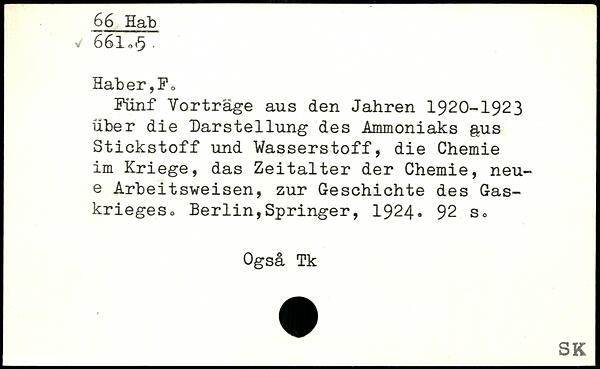 66 Hab
✓ 661.5.
Haber,F.
Fünf Vorträge aus den Jahren 1920-1923
über die Darstellung des Ammoniaks aus
Stickstoff und Wasserstoff, die Chemie
im Kriege, das Zeitalter der Chemie, neu-
e Arbeitsweisen, zur Geschichte des Gas-
krieges. Berlin,Springer, 1924. 92 s.
Også Tk
SK